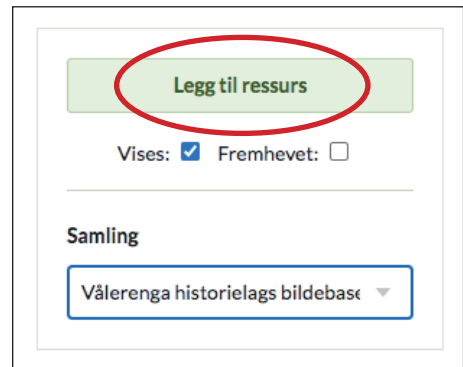 Legg til ressurs
Vises: Fremhevet:
Samling
Vålerenga historielags bildebase